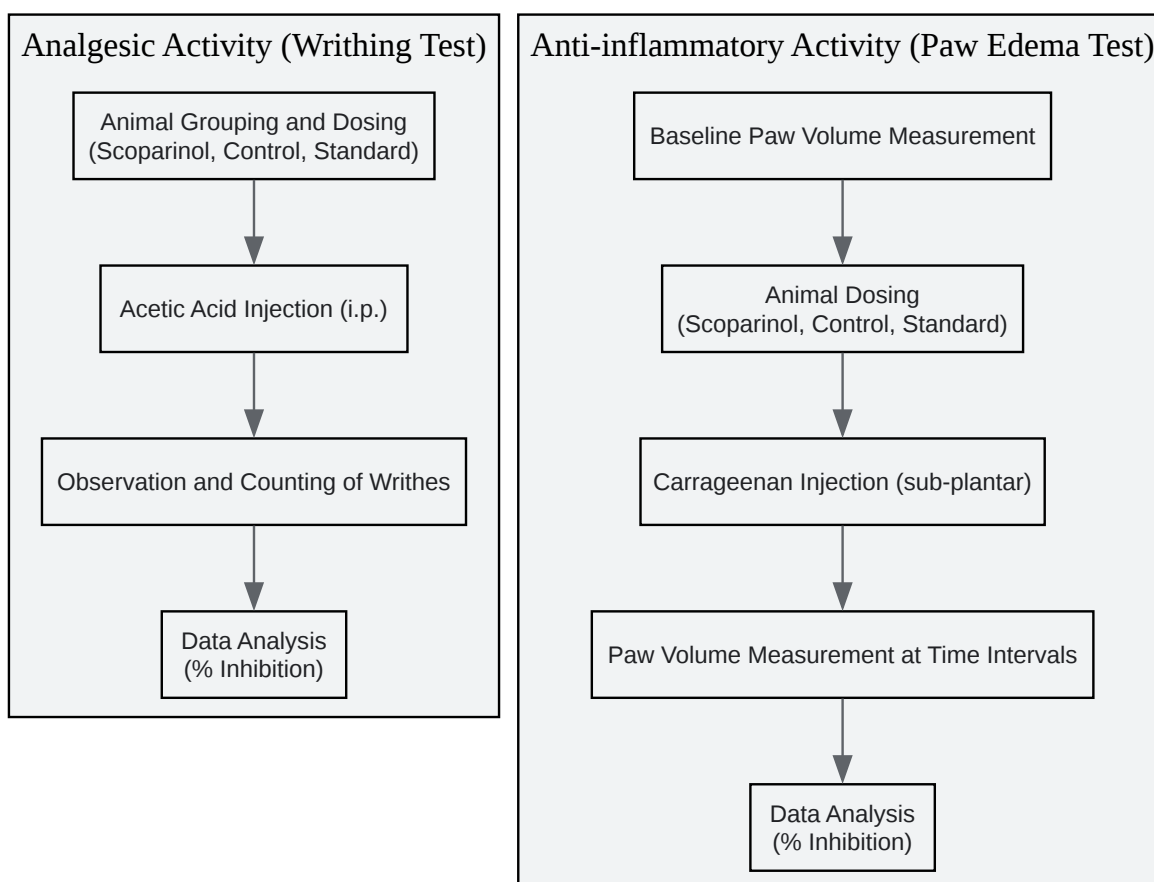 Analgesic Activity (Writhing Test)
Animal Grouping and Dosing
(Scoparinol, Control, Standard)
Acetic Acid Injection (i.p.)
Observation and Counting of Writhes
Data Analysis
(% Inhibition)
Anti-inflammatory Activity (Paw Edema Test)
Baseline Paw Volume Measurement
Animal Dosing
(Scoparinol, Control, Standard)
Carrageenan Injection (sub-plantar)
Paw Volume Measurement at Time Intervals
Data Analysis
(% Inhibition)